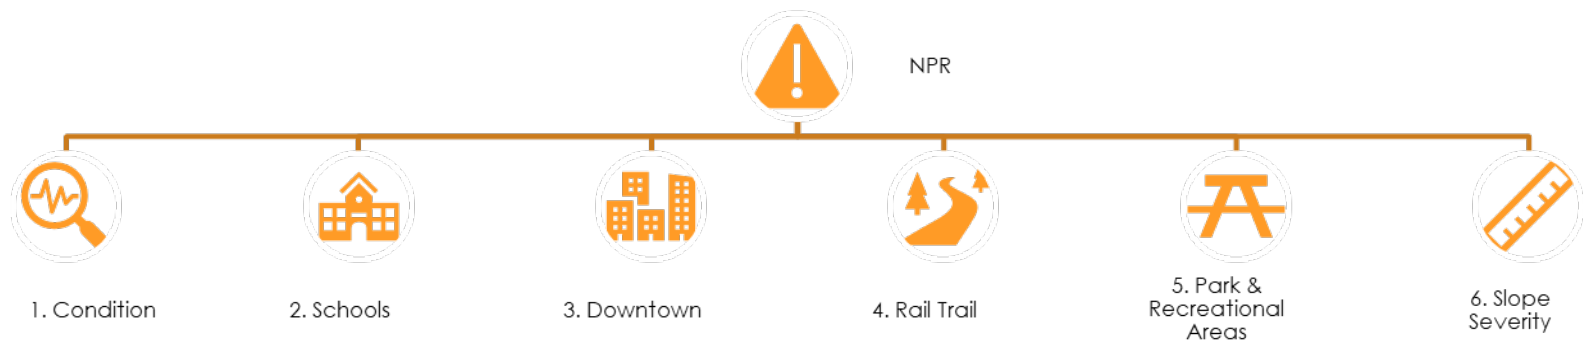 NPR
1. Condition
2. Schools
3. Downtown
4. Rail Trail
5. Park &
Recreational
Areas
6. Slope
Severity